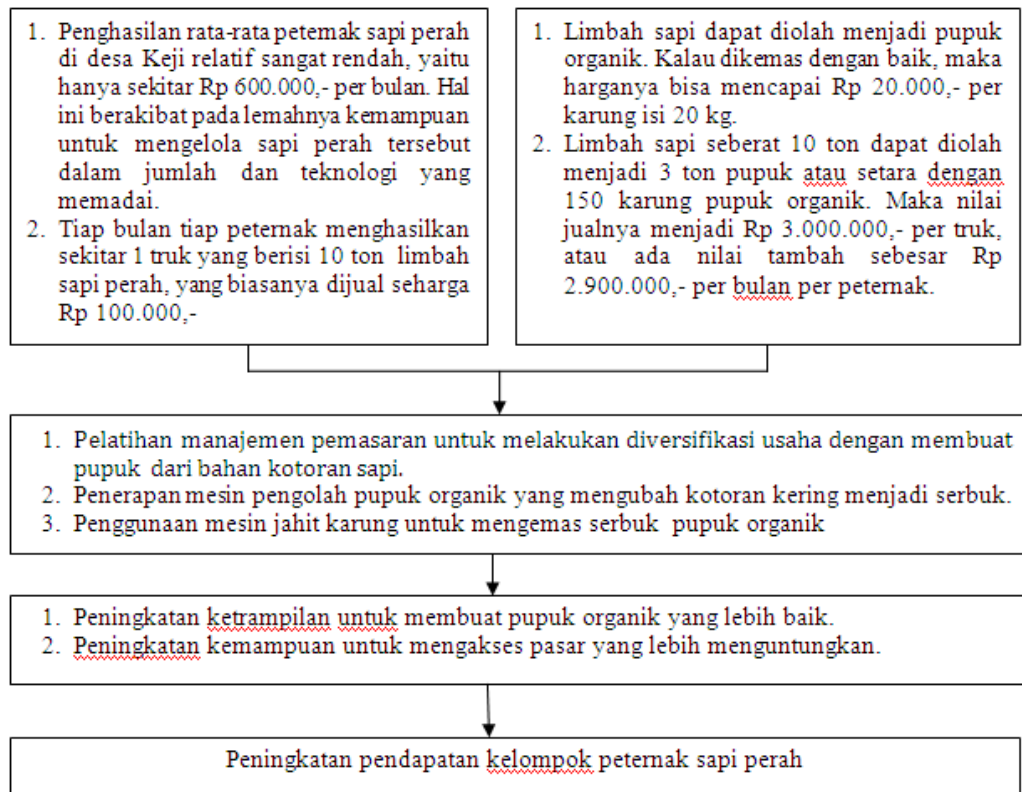 1. Penghasilan rata-rata peternak sapi perah
di desa Keji relatif sangat rendah, yaitu
hanya sekitar Rp 600.000,- per bulan. Hal
ini berakibat pada lemahnya kemampuan
untuk mengelola sapi perah tersebut
dalam jumlah dan teknologi yang
memadai.
2. Tiap bulan tiap peternak menghasilkan
sekitar 1 truk yang berisi 10 ton limbah
sapi perah, yang biasanya dijual seharga
Rp 100.000,-
1. Limbah sapi dapat diolah menjadi pupuk
organik. Kalau dikemas dengan baik, maka
harganya bisa mencapai Rp 20.000,- per
karung isi 20 kg.
2. Limbah sapi seberat 10 ton dapat diolah
menjadi 3 ton pupuk atau setara dengan
150 karung pupuk organik. Maka nilai
jualnya menjadi Rp 3.000.000,- per truk,
atau ada nilai tambah sebesar Rp
2.900.000,- per bulan per peternak.
1. Pelatihan manajemen pemasaran untuk melakukan diversifikasi usaha dengan membuat
pupuk dari bahan kotoran sapi.
2. Penerapan mesin pengolah pupuk organik yang mengubah kotoran kering menjadi serbuk.
3. Penggunaan mesin jahit karung untuk mengemas serbuk pupuk organik
1. Peningkatan ketrampilan untuk membuat pupuk organik yang lebih baik.
2. Peningkatan kemampuan untuk mengakses pasar yang lebih menguntungkan.
Peningkatan pendapatan kelompok peternak sapi perah